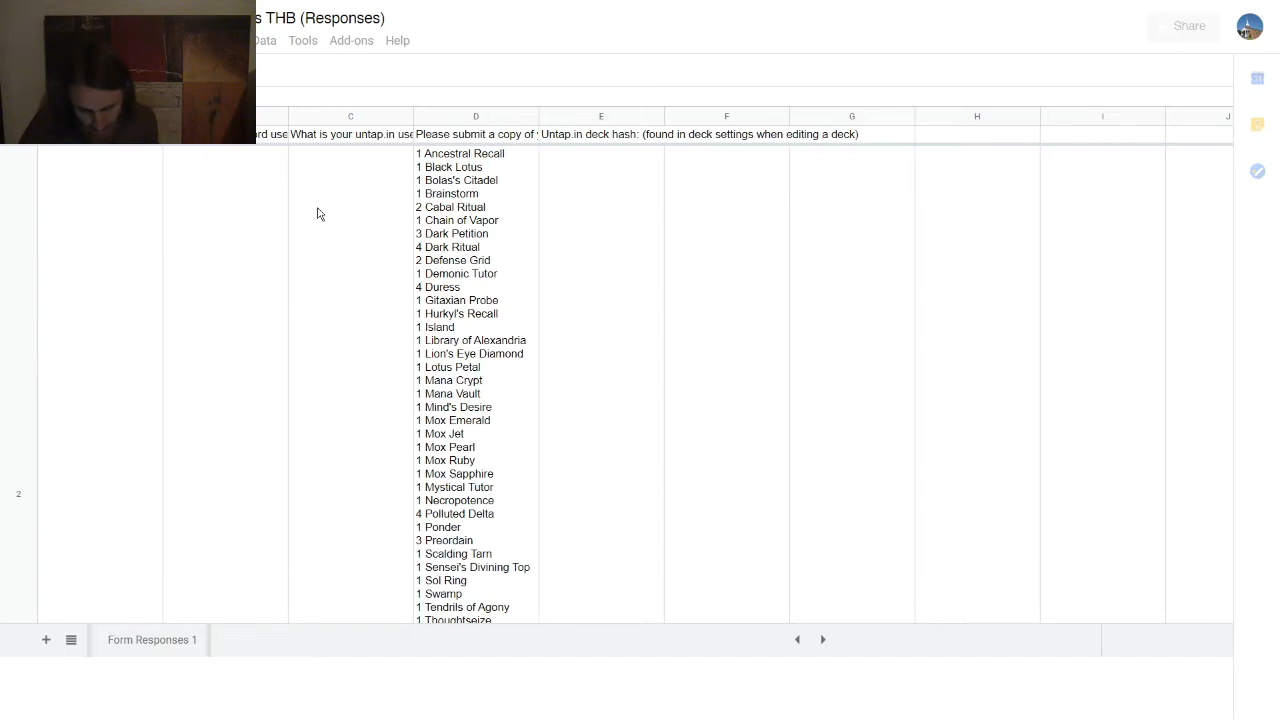 s THB (Responses)
Share
Data Tools Add-ons Help
C D E F G H I J
ord use What is your untap.in use Please submit a copy of y Untap.in deck hash: (found in deck settings when editing a deck)
1 Ancestral Recall
1 Black Lotus
1 Bolas's Citadel
1 Brainstorm
2 Cabal Ritual
1 Chain of Vapor
3 Dark Petition
4 Dark Ritual
2 Defense Grid
1 Demonic Tutor
4 Duress
1 Gitaxian Probe
1 Hurkyl's Recall
1 Island
1 Library of Alexandria
1 Lion's Eye Diamond
1 Lotus Petal
1 Mana Crypt
1 Mana Vault
1 Mind's Desire
1 Mox Emerald
1 Mox Jet
1 Mox Pearl
1 Mox Ruby
1 Mox Sapphire
1 Mystical Tutor
2
1 Necropotence
4 Polluted Delta
1 Ponder
3 Preordain
1 Scalding Tarn
1 Sensei's Divining Top
1 Sol Ring
1 Swamp
1 Tendrils of Agony
1 Thoughtseize
+ Form Responses 1
31